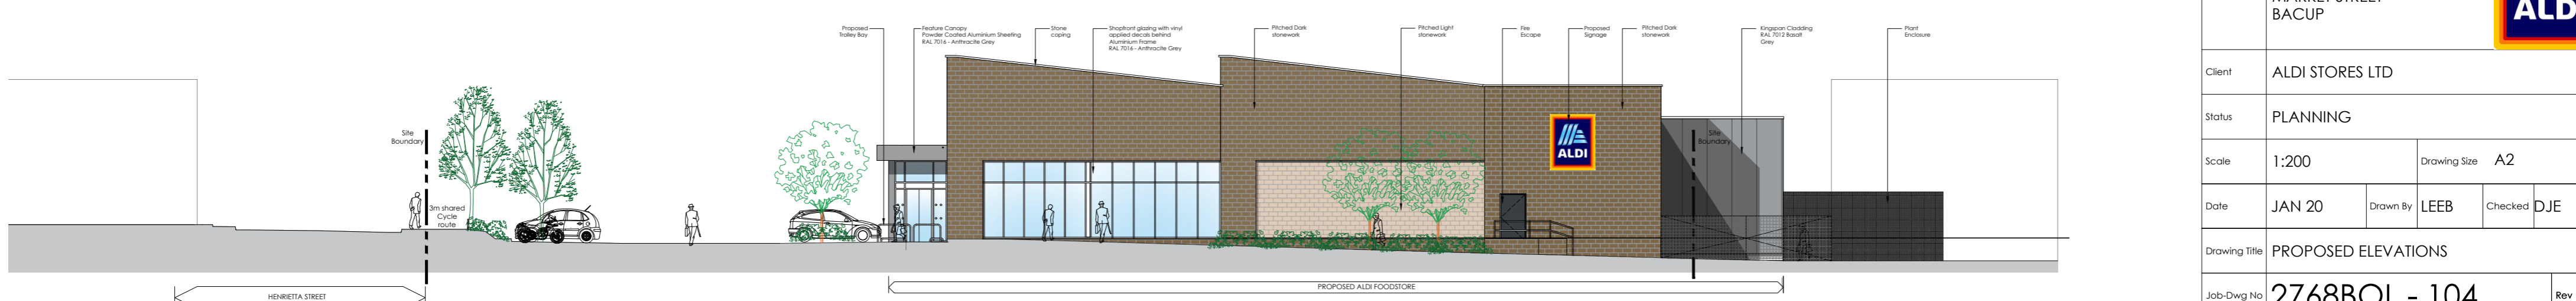 Proposed
Trolley Bay
Feature Canopy
Powder Coated Aluminium Sheeting
RAL 7016 - Anthracite Grey
Stone
coping
Shopfront glazing with vinyl
applied decals behind
Aluminium Frame
RAL 7016 - Anthracite Grey
Pitched Dark
stonework
Pitched Light
stonework
Fire
Escape
Proposed
Signage
Pitched Dark
stonework
Kingspan Cladding
RAL 7012 Basalt
Grey
Plant
Enclosure
Site
Boundary
3m shared
Cycle
route
ALDI
Site
Boundary
HENRIETTA STREET
PROPOSED ALDI FOODSTORE
MARKET STREET
BACUP
ALDI
Client ALDI STORES LTD
Status PLANNING
Scale 1:200 Drawing Size A2
Date JAN 20 Drawn By LEEB Checked DJE
Drawing Title PROPOSED ELEVATIONS
Job-Dwg No 2768BOL - 104 Rev